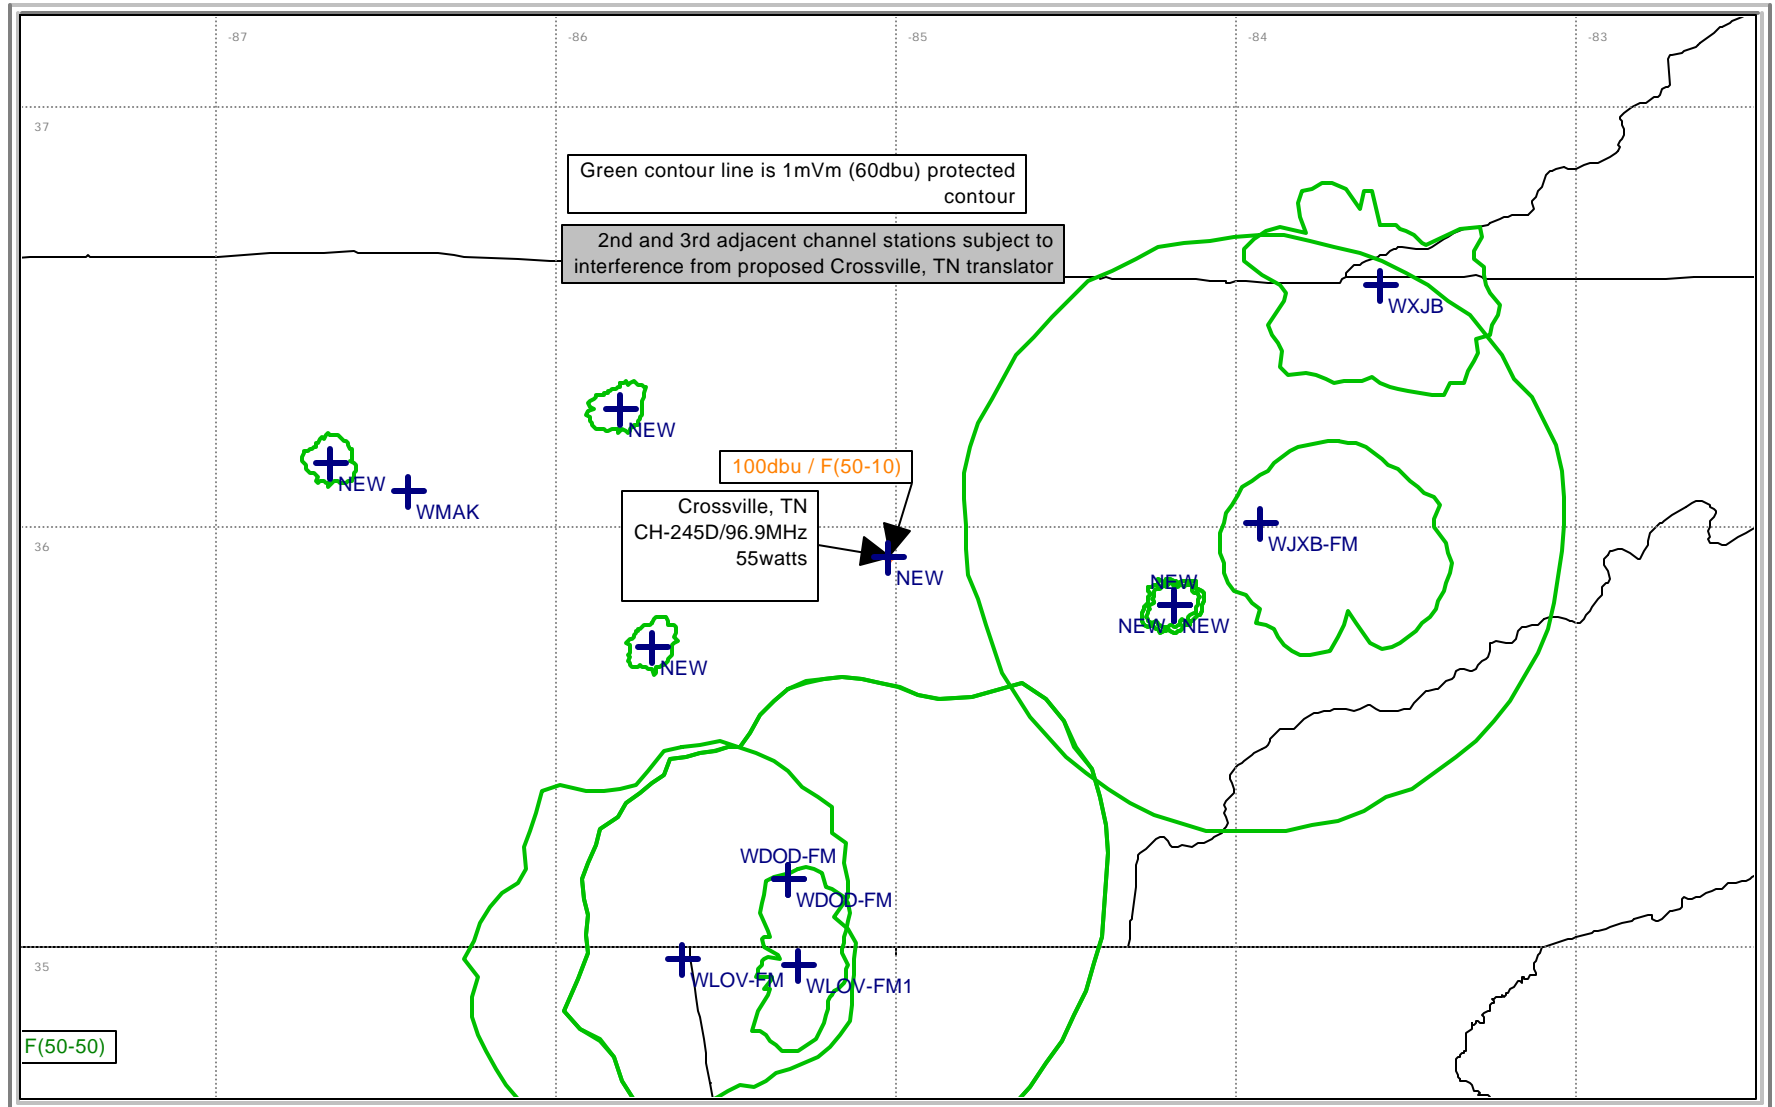 -87
-86
-85
-84
-83
37
Green contour line is 1mVm (60dbu) protected
contour
2nd and 3rd adjacent channel stations subject to
interference from proposed Crossville, TN translator
WXJB
NEW
100dbu / F(50-10)
NEW
WMAK
Crossville, TN
CH-245D/96.9MHz
55watts
36
WJXB-FM
NEW
NEW
NEW
NEW
NEW
WDOD-FM
WDOD-FM
35
WLOV-FM
WLOV-FM1
F(50-50)